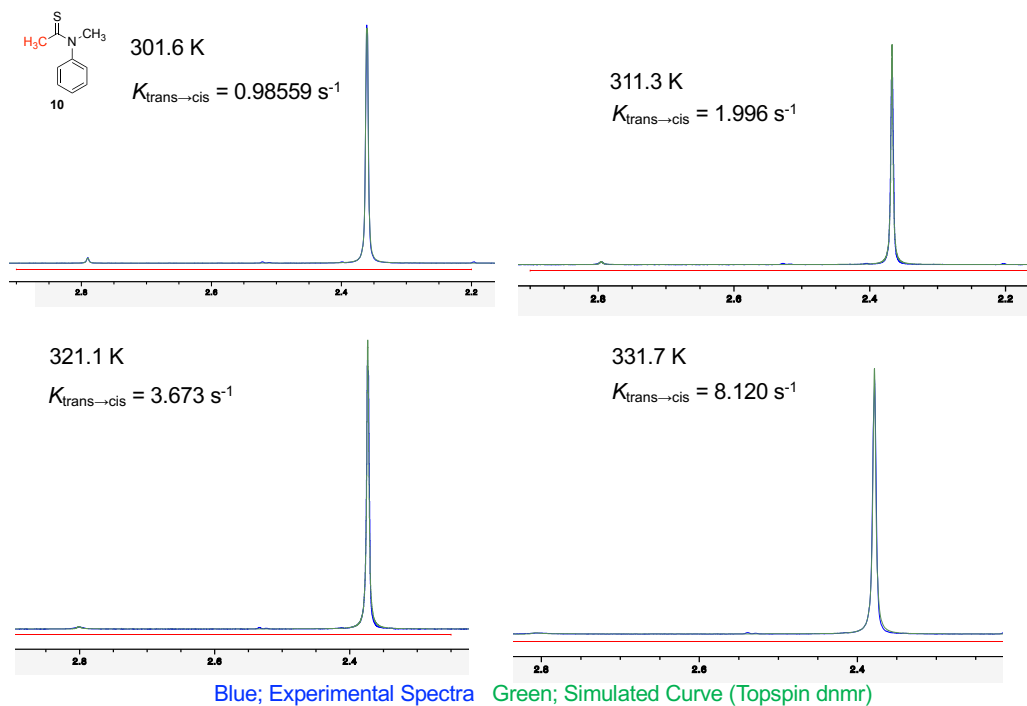 S
H₃C N CH₃
10
301.6 K
Ktrans→cis = 0.98559 s⁻¹
2.8 2.6 2.4 2.2
311.3 K
Ktrans→cis = 1.996 s⁻¹
2.8 2.6 2.4 2.2
321.1 K
Ktrans→cis = 3.673 s⁻¹
2.8 2.6 2.4
331.7 K
Ktrans→cis = 8.120 s⁻¹
2.8 2.6 2.4
Blue; Experimental Spectra Green; Simulated Curve (Topspin dnmr)